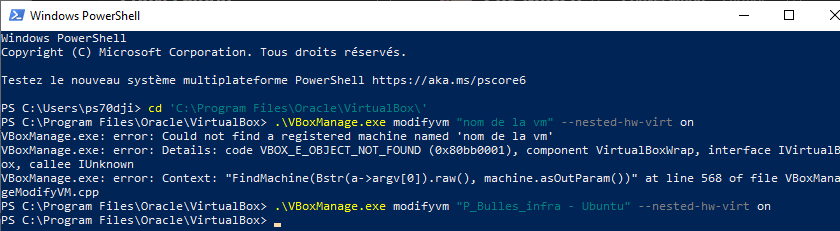 Windows PowerShell
Windows PowerShell
Copyright (C) Microsoft Corporation. Tous droits réservés.
Testez le nouveau système multiplateforme PowerShell https://aka.ms/pscore6
PS C:\Users\ps70dji> cd 'C:\Program Files\Oracle\VirtualBox\'
PS C:\Program Files\Oracle\VirtualBox> .\VBoxManage.exe modifyvm "nom de la vm" --nested-hw-virt on
VBoxManage.exe: error: Could not find a registered machine named 'nom de la vm'
VBoxManage.exe: error: Details: code VBOX_E_OBJECT_NOT_FOUND (0x80bb0001), component VirtualBoxWrap, interface IVirtualB
ox, callee IUnknown
VBoxManage.exe: error: Context: "FindMachine(Bstr(a->argv[0]).raw(), machine.asOutParam())" at line 568 of file VBoxMana
geModifyVM.cpp
PS C:\Program Files\Oracle\VirtualBox> .\VBoxManage.exe modifyvm "P_Bulles_infra - Ubuntu" --nested-hw-virt on
PS C:\Program Files\Oracle\VirtualBox>